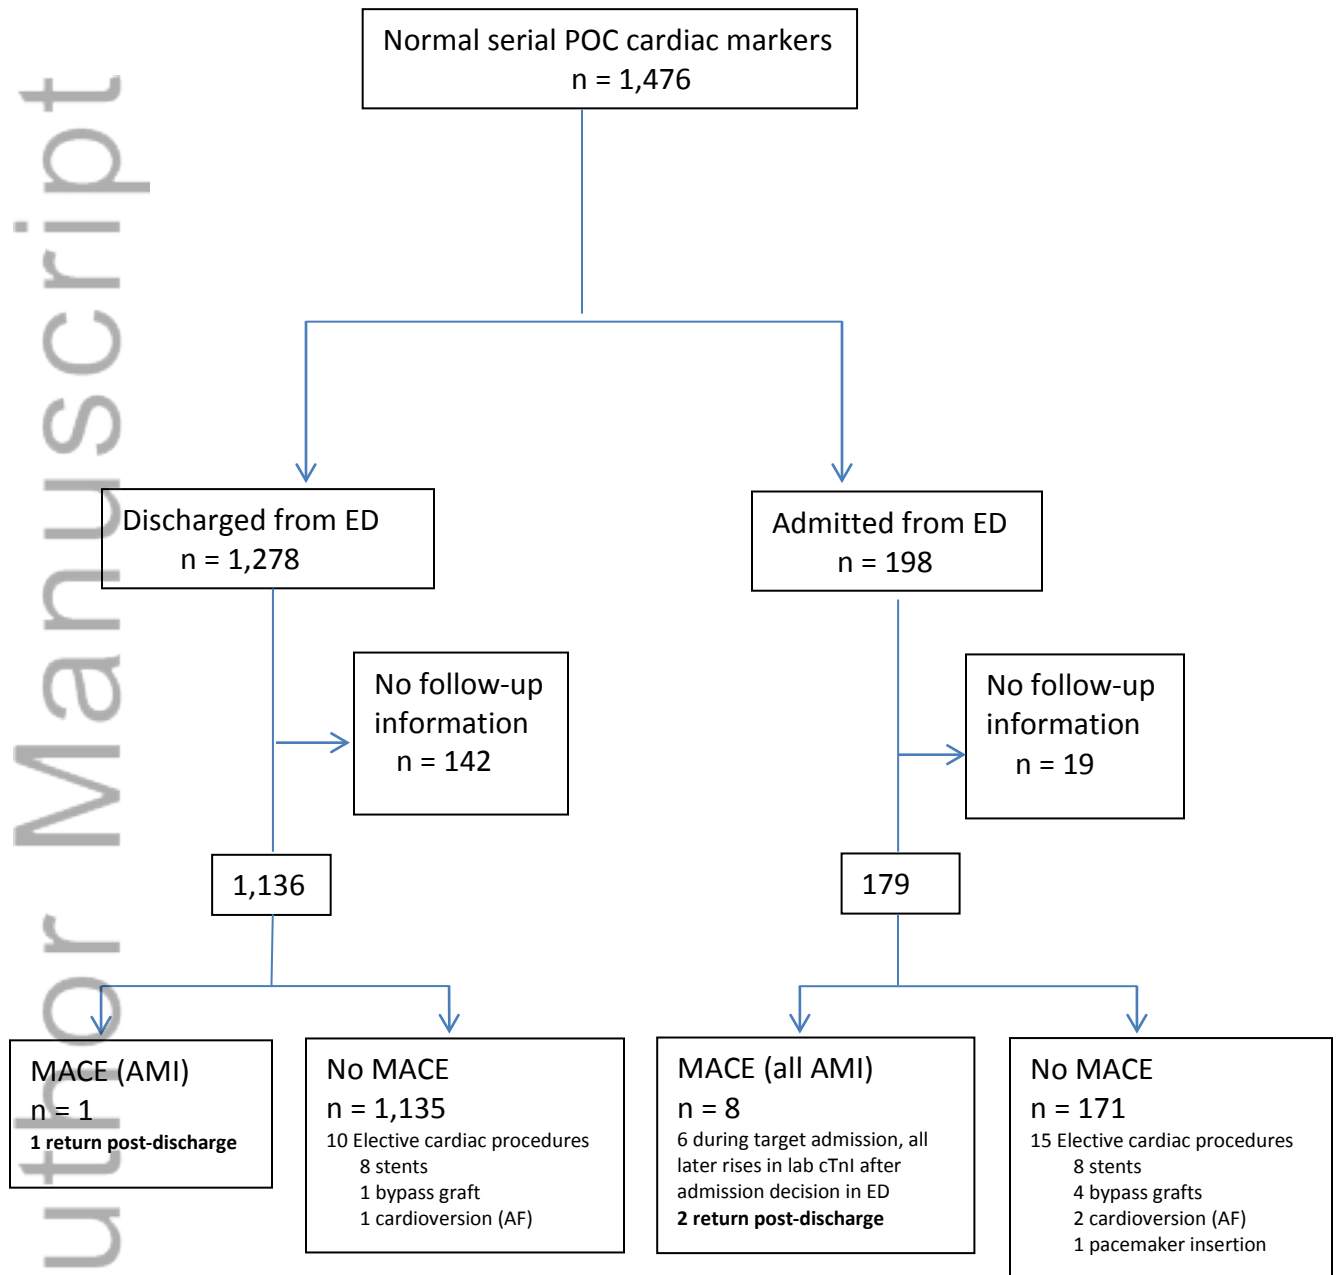 Normal serial POC cardiac markers
n = 1,476
Discharged from ED
n = 1,278
Admitted from ED
n = 198
No follow-up
information
n = 142
No follow-up
information
n = 19
1,136
179
MACE (AMI)
n = 1
1 return post-discharge
No MACE
n = 1,135
10 Elective cardiac procedures
8 stents
1 bypass graft
1 cardioversion (AF)
MACE (all AMI)
n = 8
6 during target admission, all
later rises in lab cTnI after
admission decision in ED
2 return post-discharge
No MACE
n = 171
15 Elective cardiac procedures
8 stents
4 bypass grafts
2 cardioversion (AF)
1 pacemaker insertion
uthor Manuscript